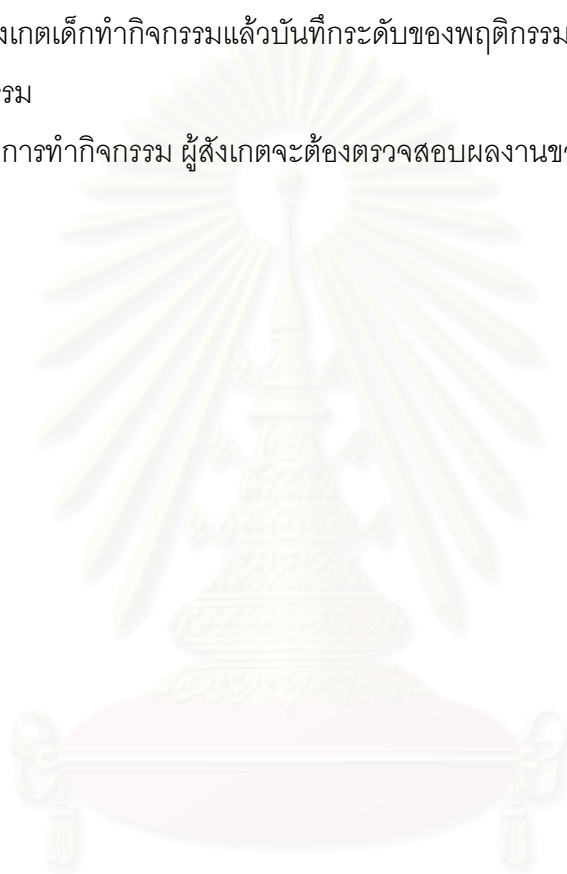 งเกตเด็กทำกิจกรรมแล้วบันทึกระดับของพฤติกรรม
รรม
การทำกิจกรรม ผู้สังเกตจะต้องตรวจสอบผลงานขา